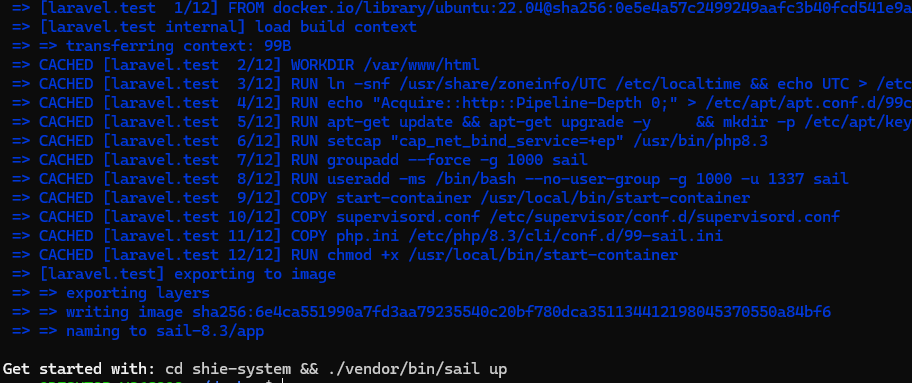 => [laravel.test  1/12] FROM docker.io/library/ubuntu:22.04@sha256:0e5e4a57c2499249aafc3b40fcd541e9a
=> [laravel.test internal] load build context
=> => transferring context: 99B
=> CACHED [laravel.test  2/12] WORKDIR /var/www/html
=> CACHED [laravel.test  3/12] RUN ln -snf /usr/share/zoneinfo/UTC /etc/localtime && echo UTC > /etc
=> CACHED [laravel.test  4/12] RUN echo "Acquire::http::Pipeline-Depth 0;" > /etc/apt/apt.conf.d/99c
=> CACHED [laravel.test  5/12] RUN apt-get update && apt-get upgrade -y     && mkdir -p /etc/apt/key
=> CACHED [laravel.test  6/12] RUN setcap "cap_net_bind_service=+ep" /usr/bin/php8.3
=> CACHED [laravel.test  7/12] RUN groupadd --force -g 1000 sail
=> CACHED [laravel.test  8/12] RUN useradd -ms /bin/bash --no-user-group -g 1000 -u 1337 sail
=> CACHED [laravel.test  9/12] COPY start-container /usr/local/bin/start-container
=> CACHED [laravel.test 10/12] COPY supervisord.conf /etc/supervisor/conf.d/supervisord.conf
=> CACHED [laravel.test 11/12] COPY php.ini /etc/php/8.3/cli/conf.d/99-sail.ini
=> CACHED [laravel.test 12/12] RUN chmod +x /usr/local/bin/start-container
=> [laravel.test] exporting to image
=> => exporting layers
=> => writing image sha256:6e4ca551990a7fd3aa79235540c20bf780dca3511344121980453705​50a84bf6
=> => naming to sail-8.3/app
Get started with: cd shie-system && ./vendor/bin/sail up